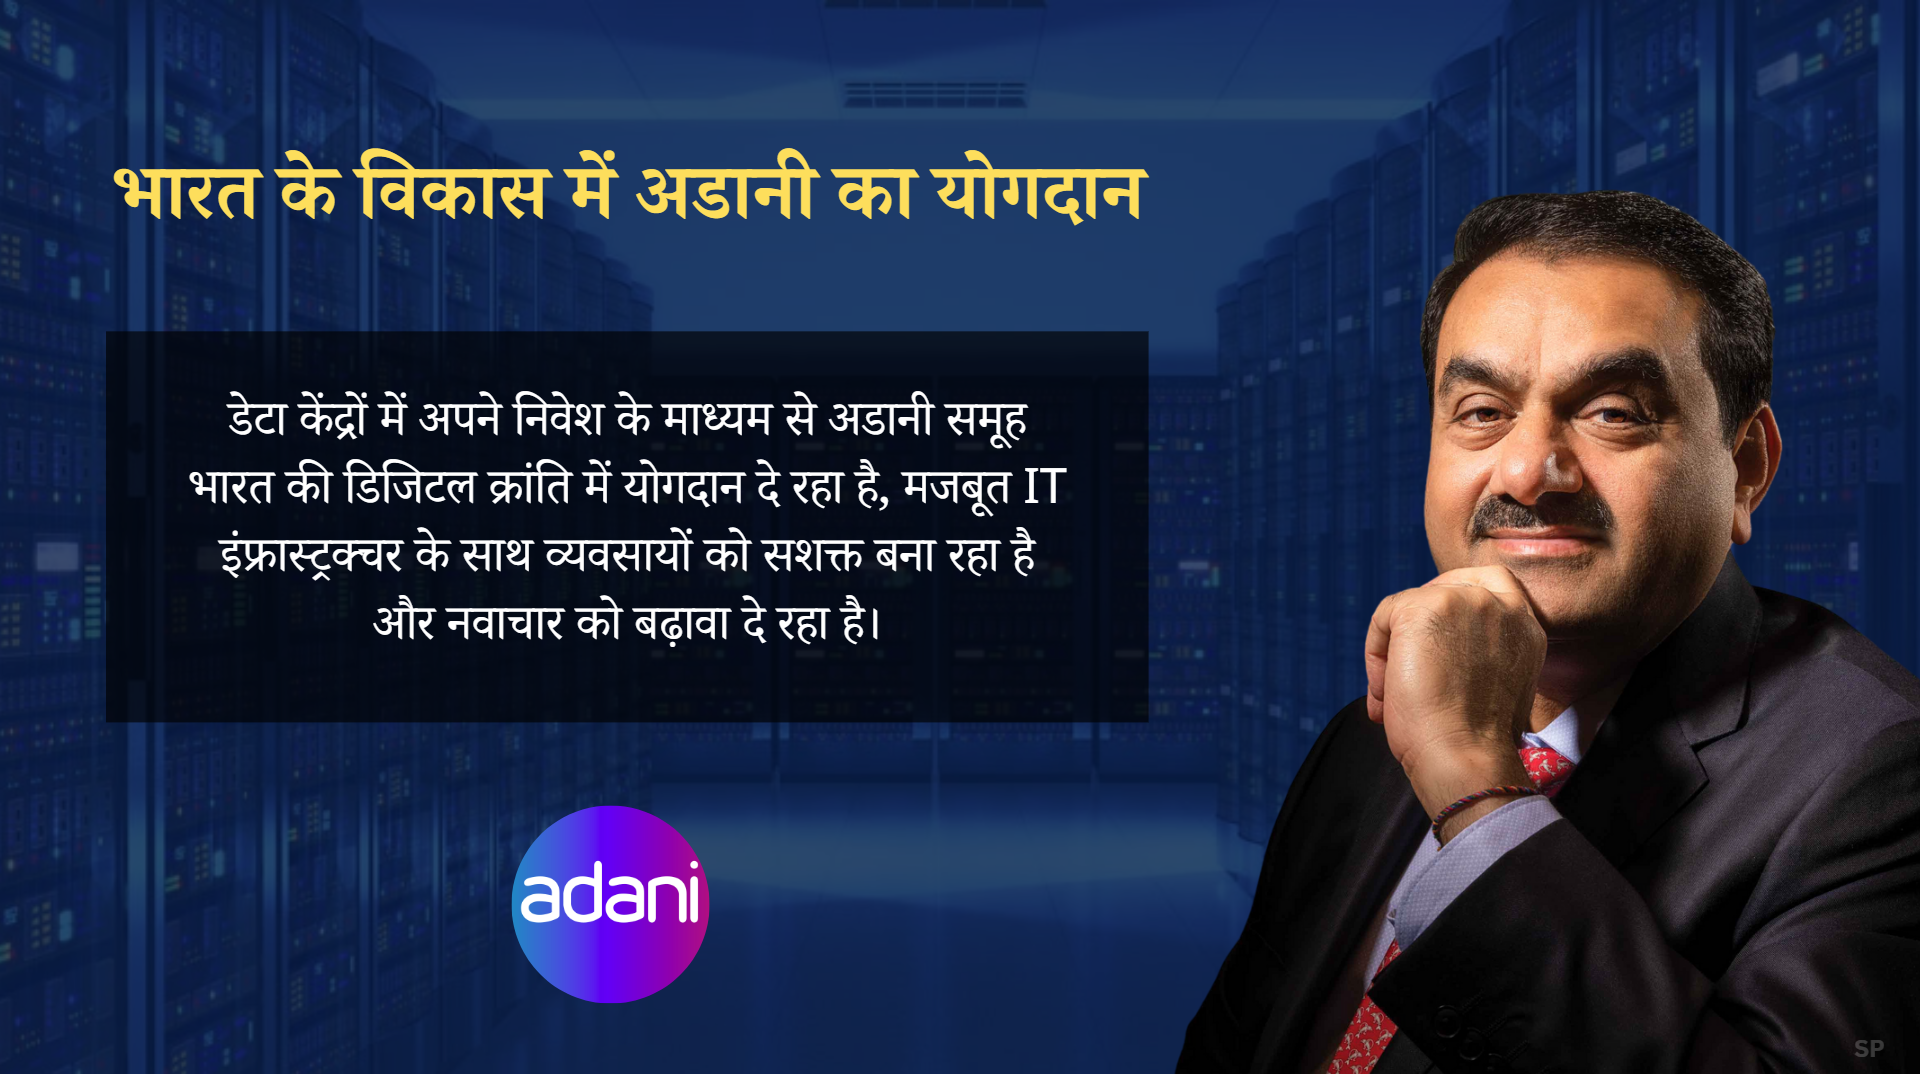 भारत के विकास में अडानी का योगदान
डेटा केंद्रों में अपने निवेश के माध्यम से अडानी समूह
भारत की डिजिटल क्रांति में योगदान दे रहा है, मजबूत IT
इंफ्रास्ट्रक्चर के साथ व्यवसायों को सशक्त बना रहा है
और नवाचार को बढ़ावा दे रहा है।
adani
SP